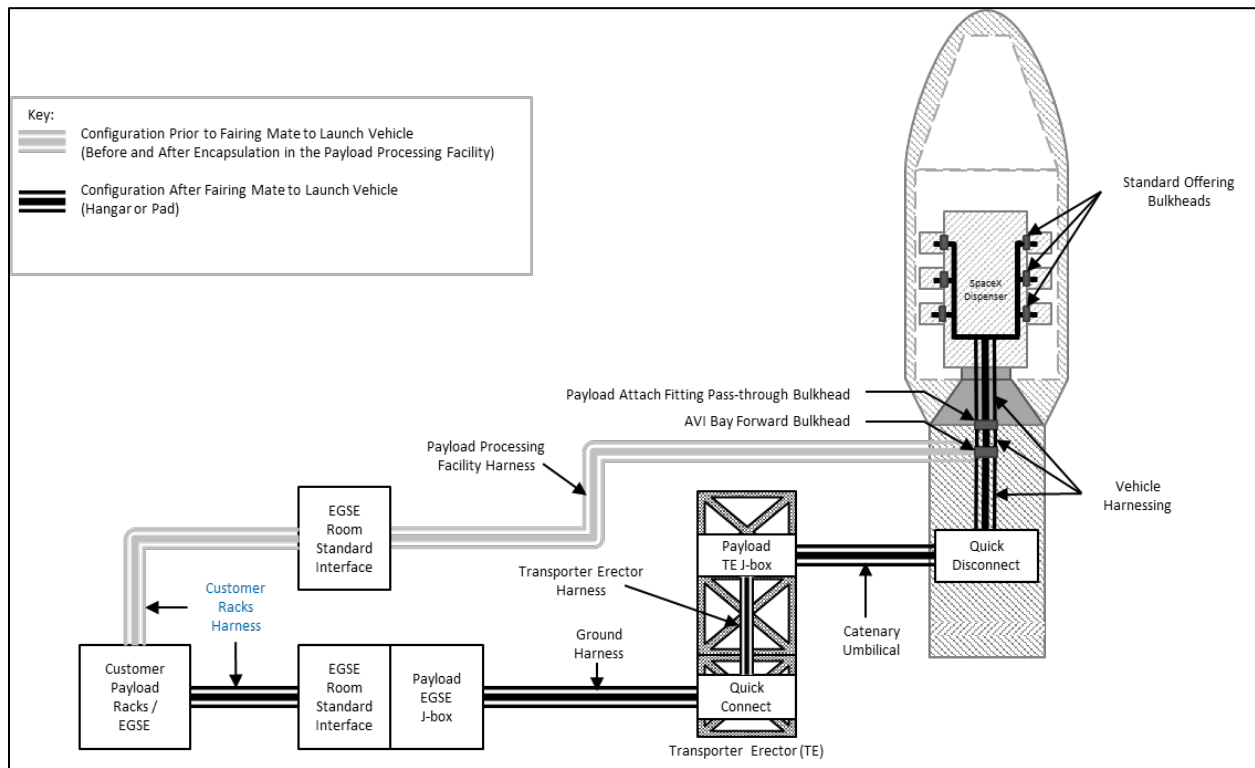 Key:
Configuration Prior to Fairing Mate to Launch Vehicle
(Before and After Encapsulation in the Payload Processing Facility)
Configuration After Fairing Mate to Launch Vehicle
(Hangar or Pad)
Standard Offering
Bulkheads
SpaceX
Dispenser
Payload Attach Fitting Pass-through Bulkhead
AVI Bay Forward Bulkhead
Payload Processing
Facility Harness
Vehicle
Harnessing
EGSE
Room
Standard
Interface
Payload
TE J-box
Quick
Disconnect
Transporter Erector
Harness
Customer
Racks
Harness
Catenary
Umbilical
Ground
Harness
Customer
Payload
Racks /
EGSE
EGSE
Room
Standard
Interface
Payload
EGSE
J-box
Quick
Connect
Transporter Erector (TE)